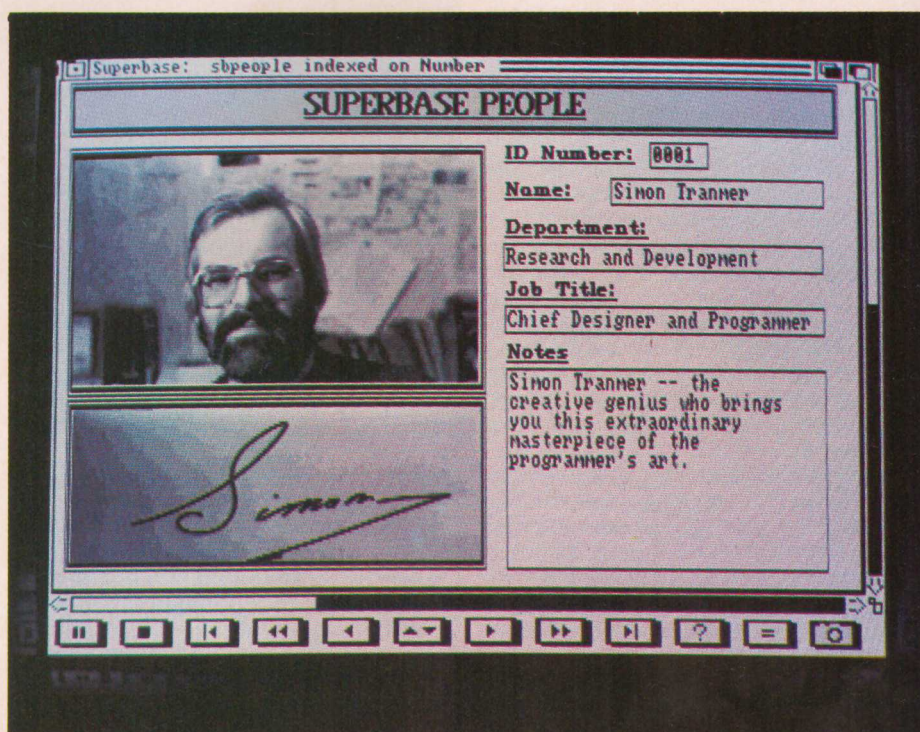 Superbase: sbpeople indexed on Number
SUPERBASE PEOPLE
ID Number: 0001
Name: Simon Tranmer
Department:
Research and Development
Job Title:
Chief Designer and Programmer
Notes
Simon Tranmer -- the
creative genius who brings
you this extraordinary
masterpiece of the
programmer's art.
Simon
? =